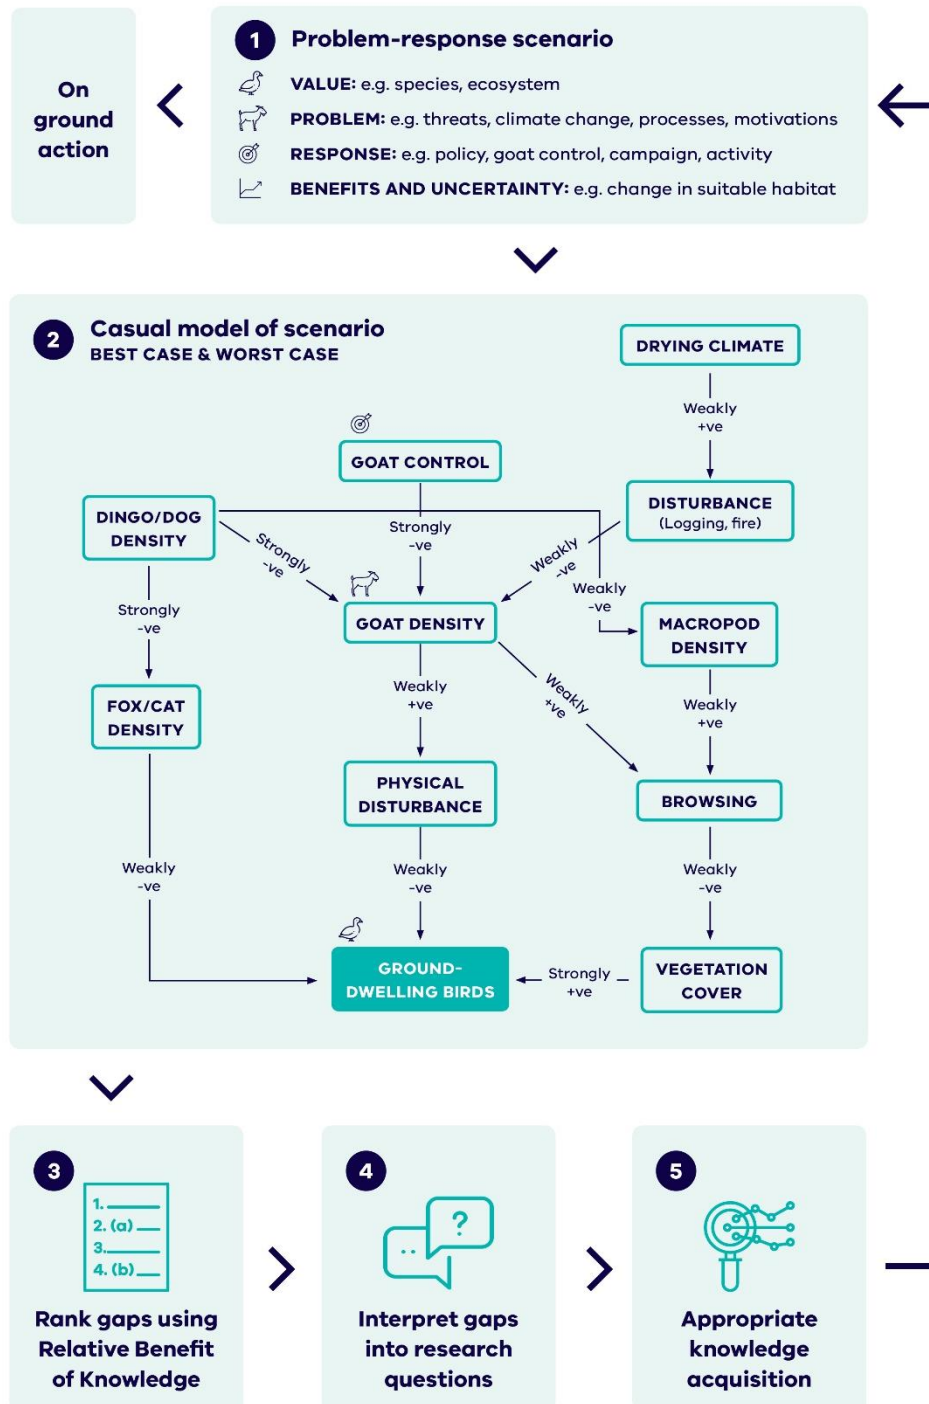 On
ground
action
1 Problem-response scenario
VALUE: e.g. species, ecosystem
PROBLEM: e.g. threats, climate change, processes, motivations
RESPONSE: e.g. policy, goat control, campaign, activity
BENEFITS AND UNCERTAINTY: e.g. change in suitable habitat
2 Casual model of scenario
BEST CASE & WORST CASE
DRYING CLIMATE
Weakly
+ve
GOAT CONTROL
DISTURBANCE
(Logging, fire)
DINGO/DOG
DENSITY
Strongly
-ve
Strongly
-ve
Weakly
-ve
Weakly
-ve
Strongly
-ve
GOAT DENSITY
MACROPOD
DENSITY
FOX/CAT
DENSITY
Weakly
+ve
Weakly
+ve
Weakly
+ve
PHYSICAL
DISTURBANCE
BROWSING
Weakly
-ve
Weakly
-ve
Weakly
-ve
GROUND-
DWELLING BIRDS
Strongly
+ve
VEGETATION
COVER
3
1.
2. (a)
3.
4. (b)
Rank gaps using
Relative Benefit
of Knowledge
4
?
Interpret gaps
into research
questions
5
Appropriate
knowledge
acquisition